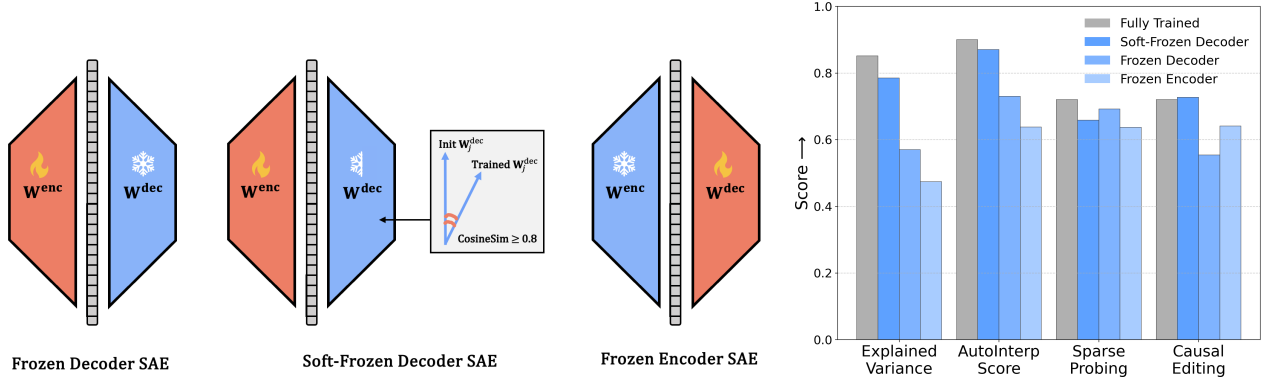 W^enc
W^dec
Frozen Decoder SAE
W^enc
W^dec
Init W_j^dec
Trained W_j^dec
CosineSim ≥ 0.8
Soft-Frozen Decoder SAE
W^enc
W^dec
Frozen Encoder SAE
Score ⟶
1.0
0.8
0.6
0.4
0.2
0.0
Fully Trained
Soft-Frozen Decoder
Frozen Decoder
Frozen Encoder
Explained
Variance
AutoInterp
Score
Sparse
Probing
Causal
Editing